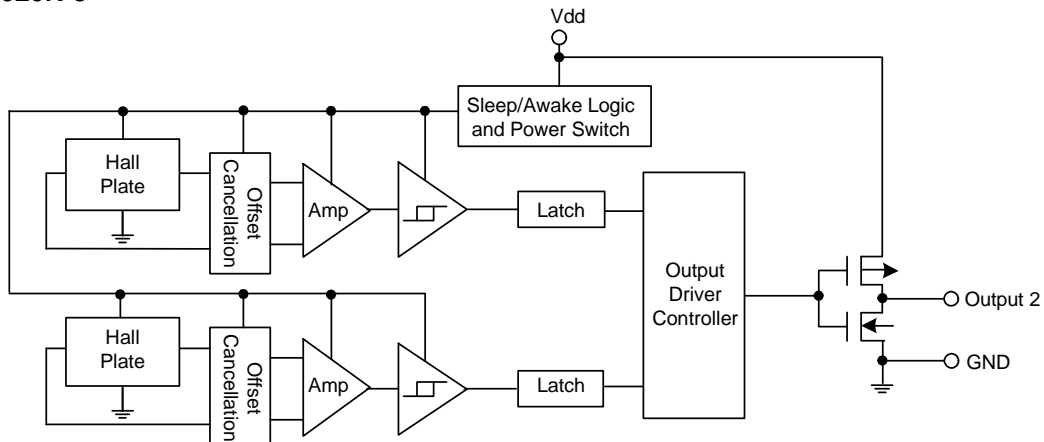 Vdd
Sleep/Awake Logic
and Power Switch
Hall
Plate
Offset
Cancellation
Amp
Latch
Output
Driver
Controller
Output 2
GND
Hall
Plate
Offset
Cancellation
Amp
Latch